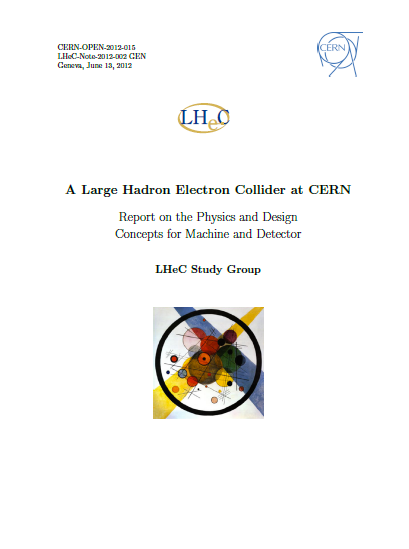 CERN-OPEN-2012-015
LHeC-Note-2012-002 GEN
Geneva, June 13, 2012
CERN
LHeC
A Large Hadron Electron Collider at CERN
Report on the Physics and Design
Concepts for Machine and Detector
LHeC Study Group